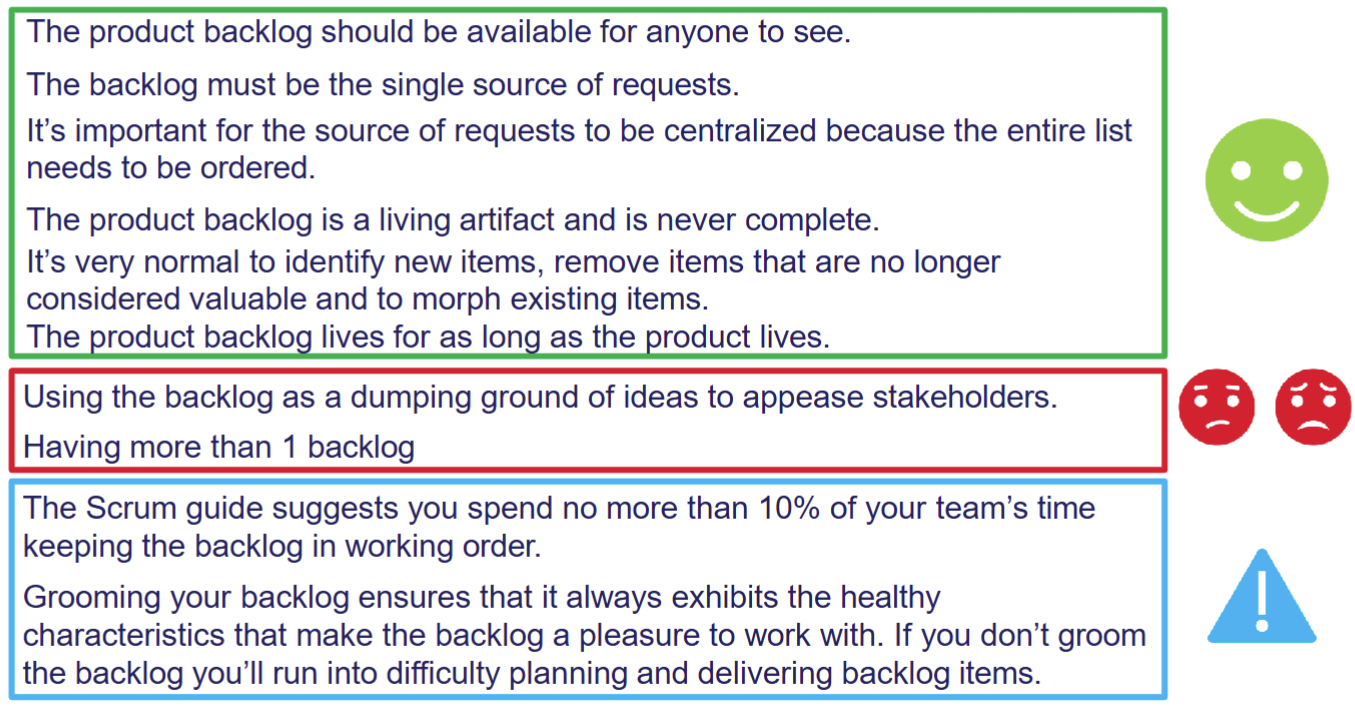 The product backlog should be available for anyone to see.
The backlog must be the single source of requests.
It’s important for the source of requests to be centralized because the entire list
needs to be ordered.
The product backlog is a living artifact and is never complete.
It’s very normal to identify new items, remove items that are no longer
considered valuable and to morph existing items.
The product backlog lives for as long as the product lives.
Using the backlog as a dumping ground of ideas to appease stakeholders.
Having more than 1 backlog
The Scrum guide suggests you spend no more than 10% of your team’s time
keeping the backlog in working order.
Grooming your backlog ensures that it always exhibits the healthy
characteristics that make the backlog a pleasure to work with. If you don’t groom
the backlog you’ll run into difficulty planning and delivering backlog items.